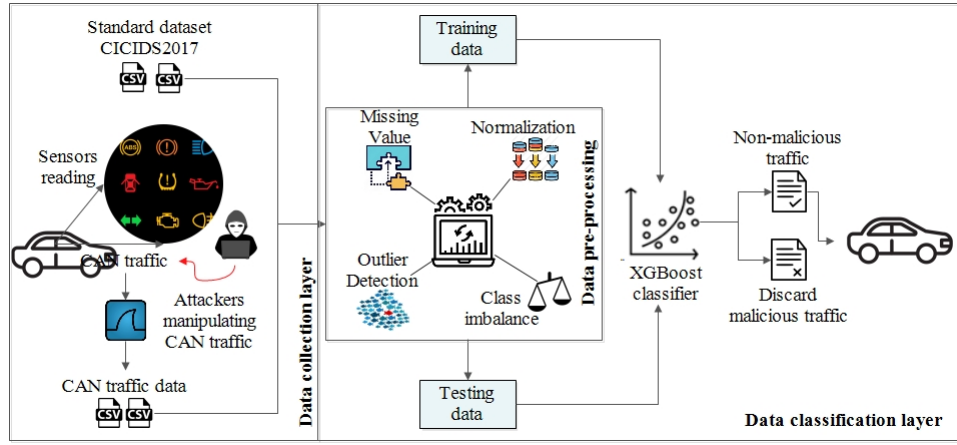 Standard dataset
CICIDS2017
CSV CSV
Sensors
reading
ABS
CAN traffic
Attackers
manipulating
CAN traffic
CAN traffic data
CSV CSV
Data collection layer
Training
data
Missing
Value
Normalization
Outlier
Detection
Class
imbalance
Data pre-processing
Testing
data
XGBoost
classifier
Non-malicious
traffic
Discard
malicious traffic
Data classification layer